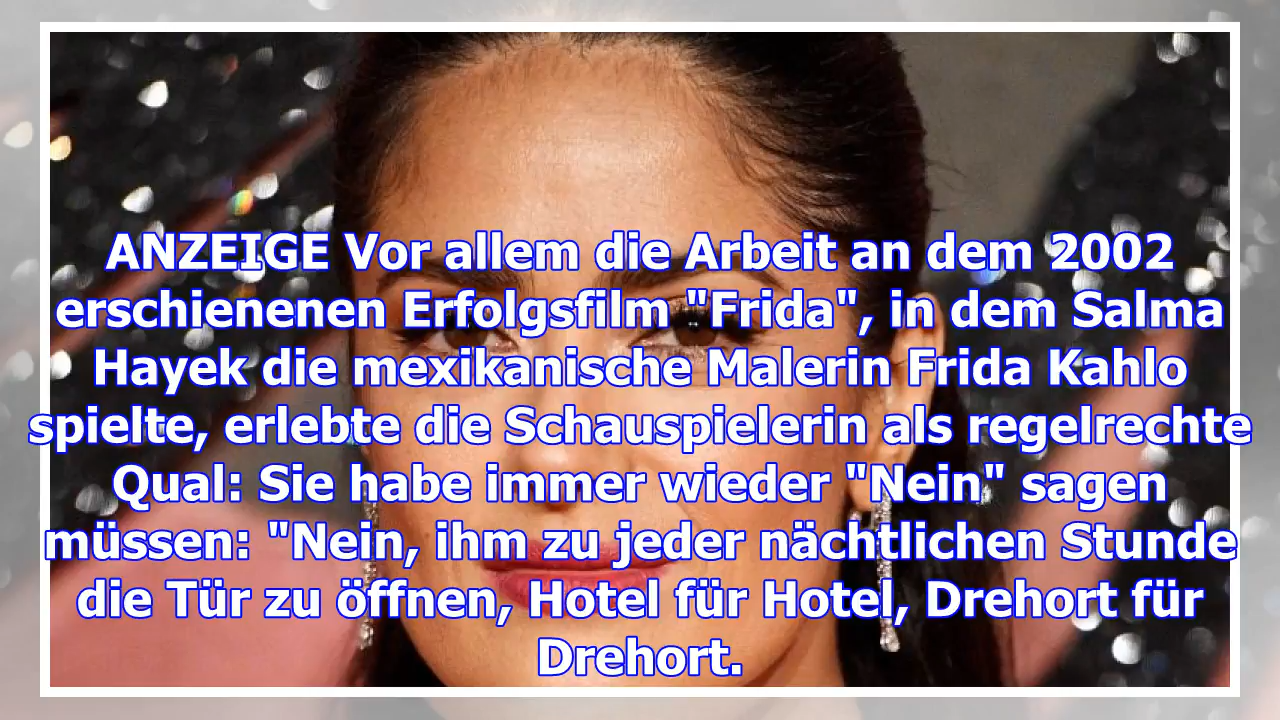 ANZEIGE Vor allem die Arbeit an dem 2002
erschienenen Erfolgsfilm "Frida", in dem Salma
Hayek die mexikanische Malerin Frida Kahlo
spielte, erlebte die Schauspielerin als regelrechte
Qual: Sie habe immer wieder "Nein" sagen
müssen: "Nein, ihm zu jeder nächtlichen Stunde
die Tür zu öffnen, Hotel für Hotel, Drehort für
Drehort.